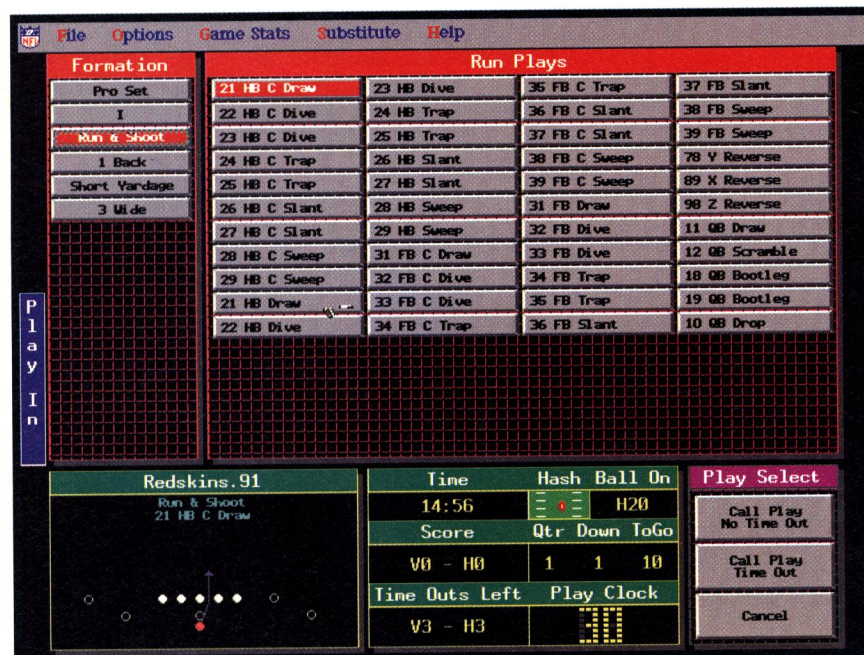 NFL File Options Game Stats Substitute Help
Formation
Pro Set
I
Run & Shoot
1 Back
Short Yardage
3 Wide
Run Plays
21 HB C Draw
22 HB C Dive
23 HB C Dive
24 HB C Trap
25 HB C Trap
26 HB C Slant
27 HB C Slant
28 HB C Sweep
29 HB C Sweep
21 HB Draw
22 HB Dive
23 HB Dive
24 HB Trap
25 HB Trap
26 HB Slant
27 HB Slant
28 HB Sweep
29 HB Sweep
31 FB C Draw
32 FB C Dive
33 FB C Dive
34 FB C Trap
35 FB C Trap
36 FB C Slant
37 FB C Slant
38 FB C Sweep
39 FB C Sweep
31 FB Draw
32 FB Dive
33 FB Dive
34 FB Trap
35 FB Trap
36 FB Slant
37 FB Slant
38 FB Sweep
39 FB Sweep
78 Y Reverse
89 X Reverse
98 Z Reverse
11 QB Draw
12 QB Scramble
18 QB Bootleg
19 QB Bootleg
10 QB Drop
Play In
Redskins.91
Run & Shoot
21 HB C Draw
Time Hash Ball On
14:56 H20
Score Qtr Down ToGo
V0 - H0 1 1 10
Time Outs Left Play Clock
V3 - H3
Play Select
Call Play
No Time Out
Call Play
Time Out
Cancel